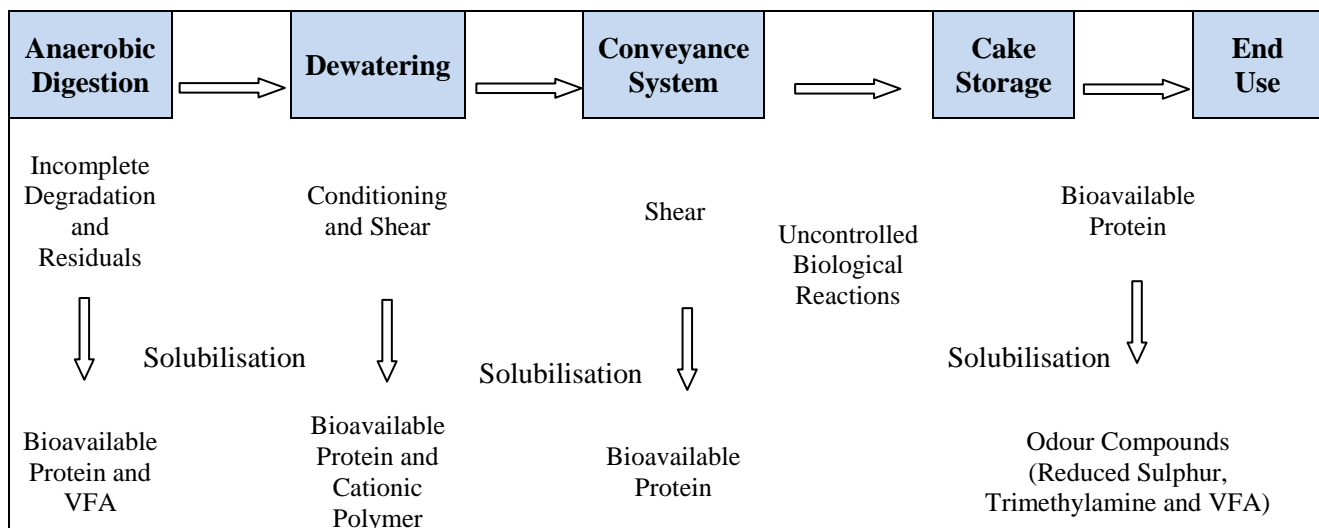 Anaerobic
Digestion
Dewatering
Conveyance
System
Cake
Storage
End
Use
Incomplete
Degradation
and
Residuals
Conditioning
and Shear
Shear
Uncontrolled
Biological
Reactions
Bioavailable
Protein
Solubilisation
Solubilisation
Solubilisation
Bioavailable
Protein and
VFA
Bioavailable
Protein and
Cationic
Polymer
Bioavailable
Protein
Odour Compounds
(Reduced Sulphur,
Trimethylamine and VFA)